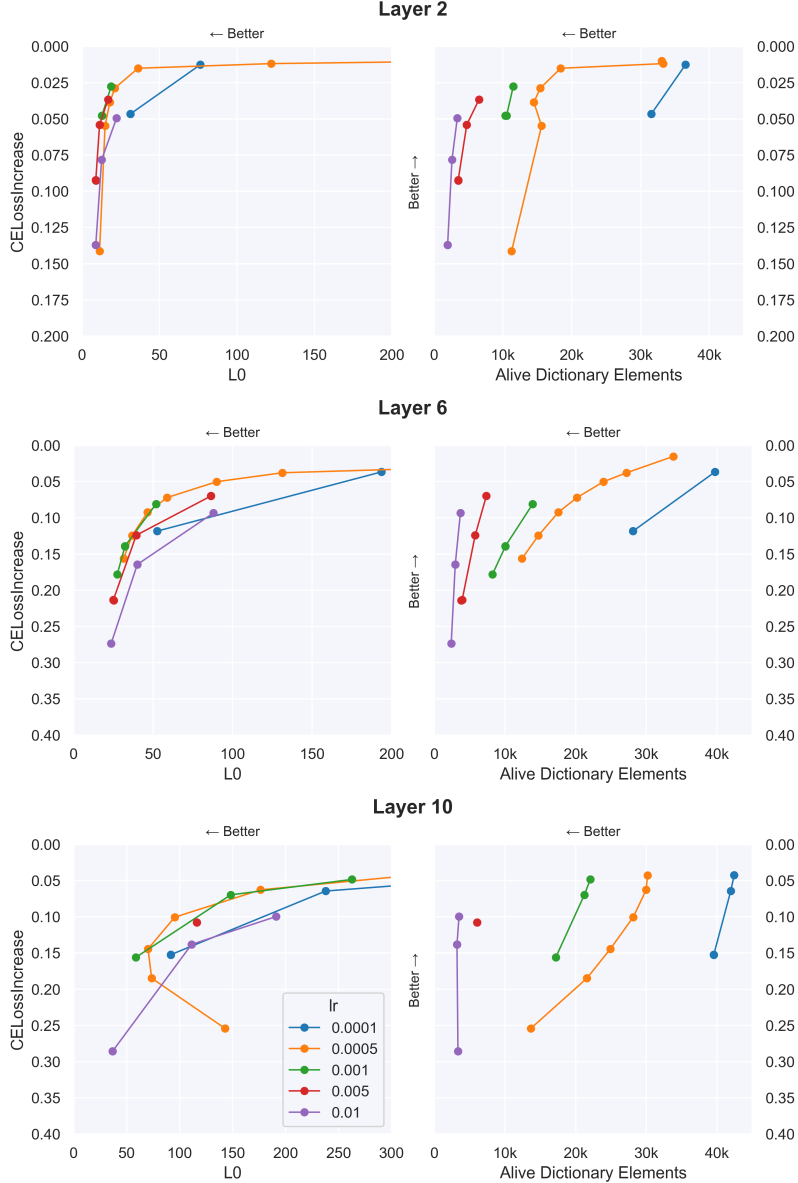 Layer 2
← Better
← Better
0.000
0.025
0.050
0.075
0.100
0.125
0.150
0.175
0.200
CELossIncrease
0
50
100
150
200
L0
Better →
0
10k
20k
30k
40k
Alive Dictionary Elements
0.000
0.025
0.050
0.075
0.100
0.125
0.150
0.175
0.200
Layer 6
← Better
← Better
0.00
0.05
0.10
0.15
0.20
0.25
0.30
0.35
0.40
CELossIncrease
0
50
100
150
200
L0
Better →
0
10k
20k
30k
40k
Alive Dictionary Elements
0.00
0.05
0.10
0.15
0.20
0.25
0.30
0.35
0.40
Layer 10
← Better
← Better
0.00
0.05
0.10
0.15
0.20
0.25
0.30
0.35
0.40
CELossIncrease
0
50
100
150
200
250
300
L0
lr
0.0001
0.0005
0.001
0.005
0.01
Better →
0
10k
20k
30k
40k
Alive Dictionary Elements
0.00
0.05
0.10
0.15
0.20
0.25
0.30
0.35
0.40